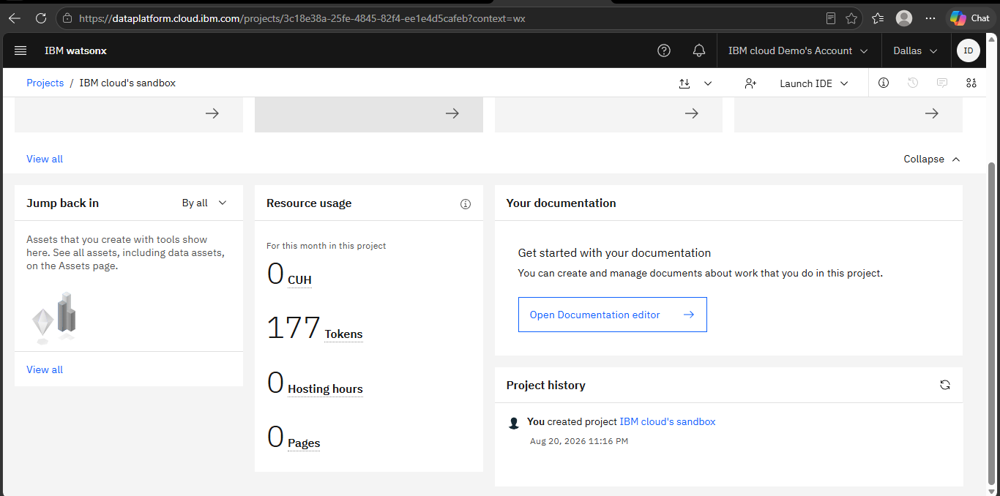 https://dataplatform.cloud.ibm.com/projects/3c18e38a-25fe-4845-82f4-ee1e4d5cafeb?context=wx
Chat
IBM watsonx
IBM cloud Demo's Account
Dallas
ID
Projects / IBM cloud's sandbox
Launch IDE
View all
Collapse
Jump back in
By all
Assets that you create with tools show
here. See all assets, including data assets,
on the Assets page.
View all
Resource usage
For this month in this project
0 CUH
177 Tokens
0 Hosting hours
0 Pages
Your documentation
Get started with your documentation
You can create and manage documents about work that you do in this project.
Open Documentation editor
Project history
You created project IBM cloud's sandbox
Aug 20, 2026 11:16 PM